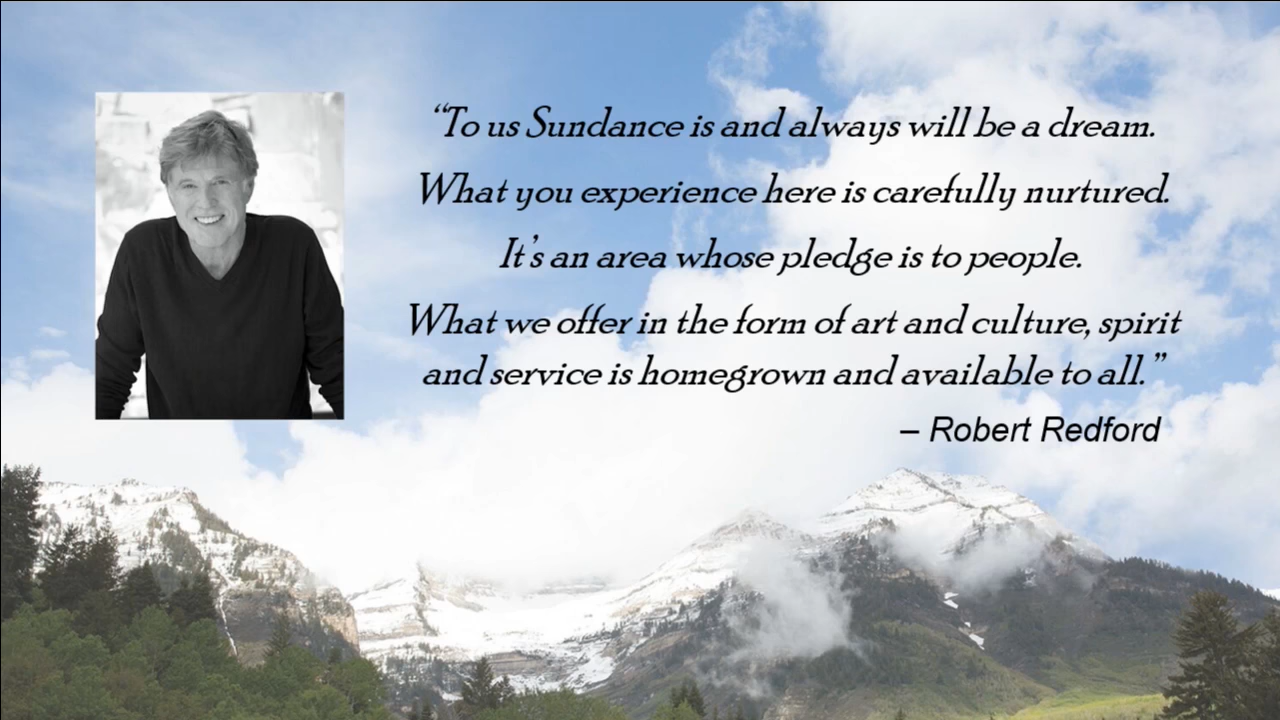 “To us Sundance is and always will be a dream.
What you experience here is carefully nurtured.
It’s an area whose pledge is to people.
What we offer in the form of art and culture, spirit
and service is homegrown and available to all.”
– Robert Redford